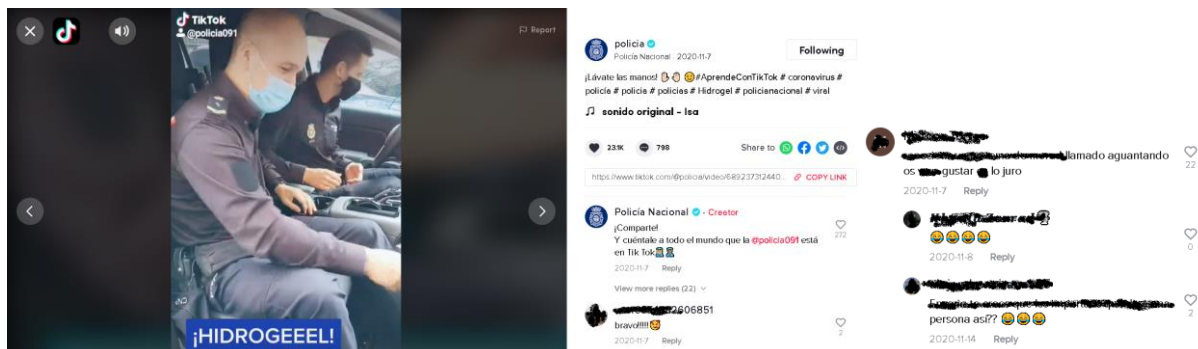 TikTok
@policia091
Report
¡HIDROGEEEL!
policia
Policía Nacional · 2020-11-7
Following
¡Lávate las manos! 👏🤚😉#AprendeConTikTok # coronavirus #
policía # policia # policias # Hidrogel # policianacional # viral
♫ sonido original - Isa
23.1K
798
Share to
https://www.tiktok.com/@policia/video/689237312440...
COPY LINK
Policía Nacional · Creator
¡Comparte!
Y cuéntale a todo el mundo que la @policia091 está
en Tik Tok
272
2020-11-7 Reply
View more replies (22)
2606851
bravo!!!!!🥰
2
2020-11-7 Reply
llamado aguantando
os gustar lo juro
22
2020-11-7 Reply
😂😂😂😂
0
2020-11-8 Reply
persona así?? 😂😂😂
2
2020-11-14 Reply